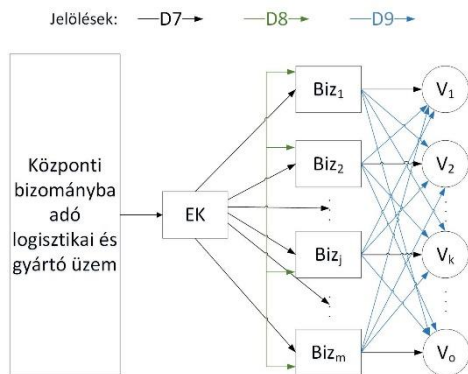 Jelölések: D7 D8 D9
Központi
bizományba
adó
logisztikai és
gyártó üzem
EK
Biz1
Biz2
Bizj
Bizm
V1
V2
Vk
Vo